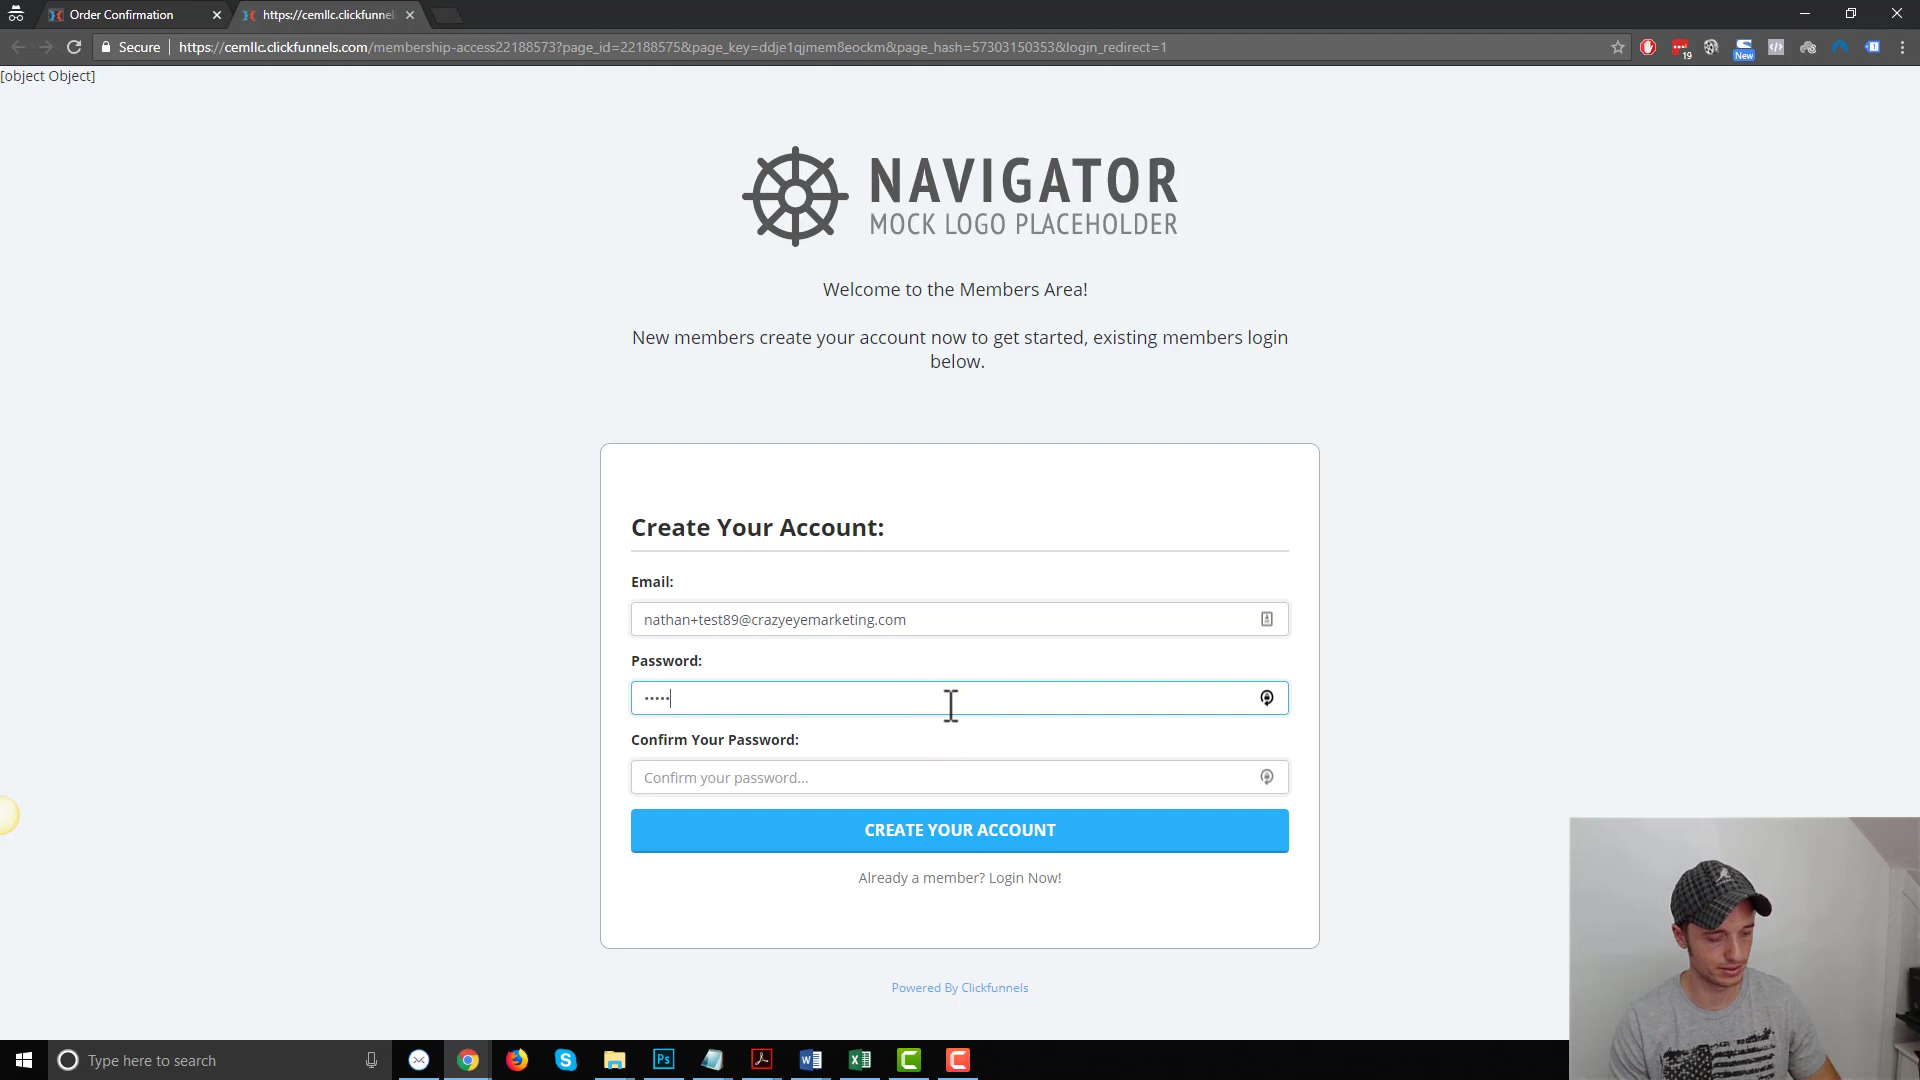 Order Confirmation
https://cemllc.clickfunnel
Secure
https://cemllc.clickfunnels.com/membership-access22188573?page_id=22188575&page_key=ddje1qjmem8eockm&page_hash=57303150353&login_redirect=1
19
New
[object Object]
NAVIGATOR
MOCK LOGO PLACEHOLDER
Welcome to the Members Area!
New members create your account now to get started, existing members login
below.
Create Your Account:
Email:
nathan+test89@crazyeyemarketing.com
Password:
•••••
Confirm Your Password:
Confirm your password...
CREATE YOUR ACCOUNT
Already a member? Login Now!
Powered By Clickfunnels
Type here to search